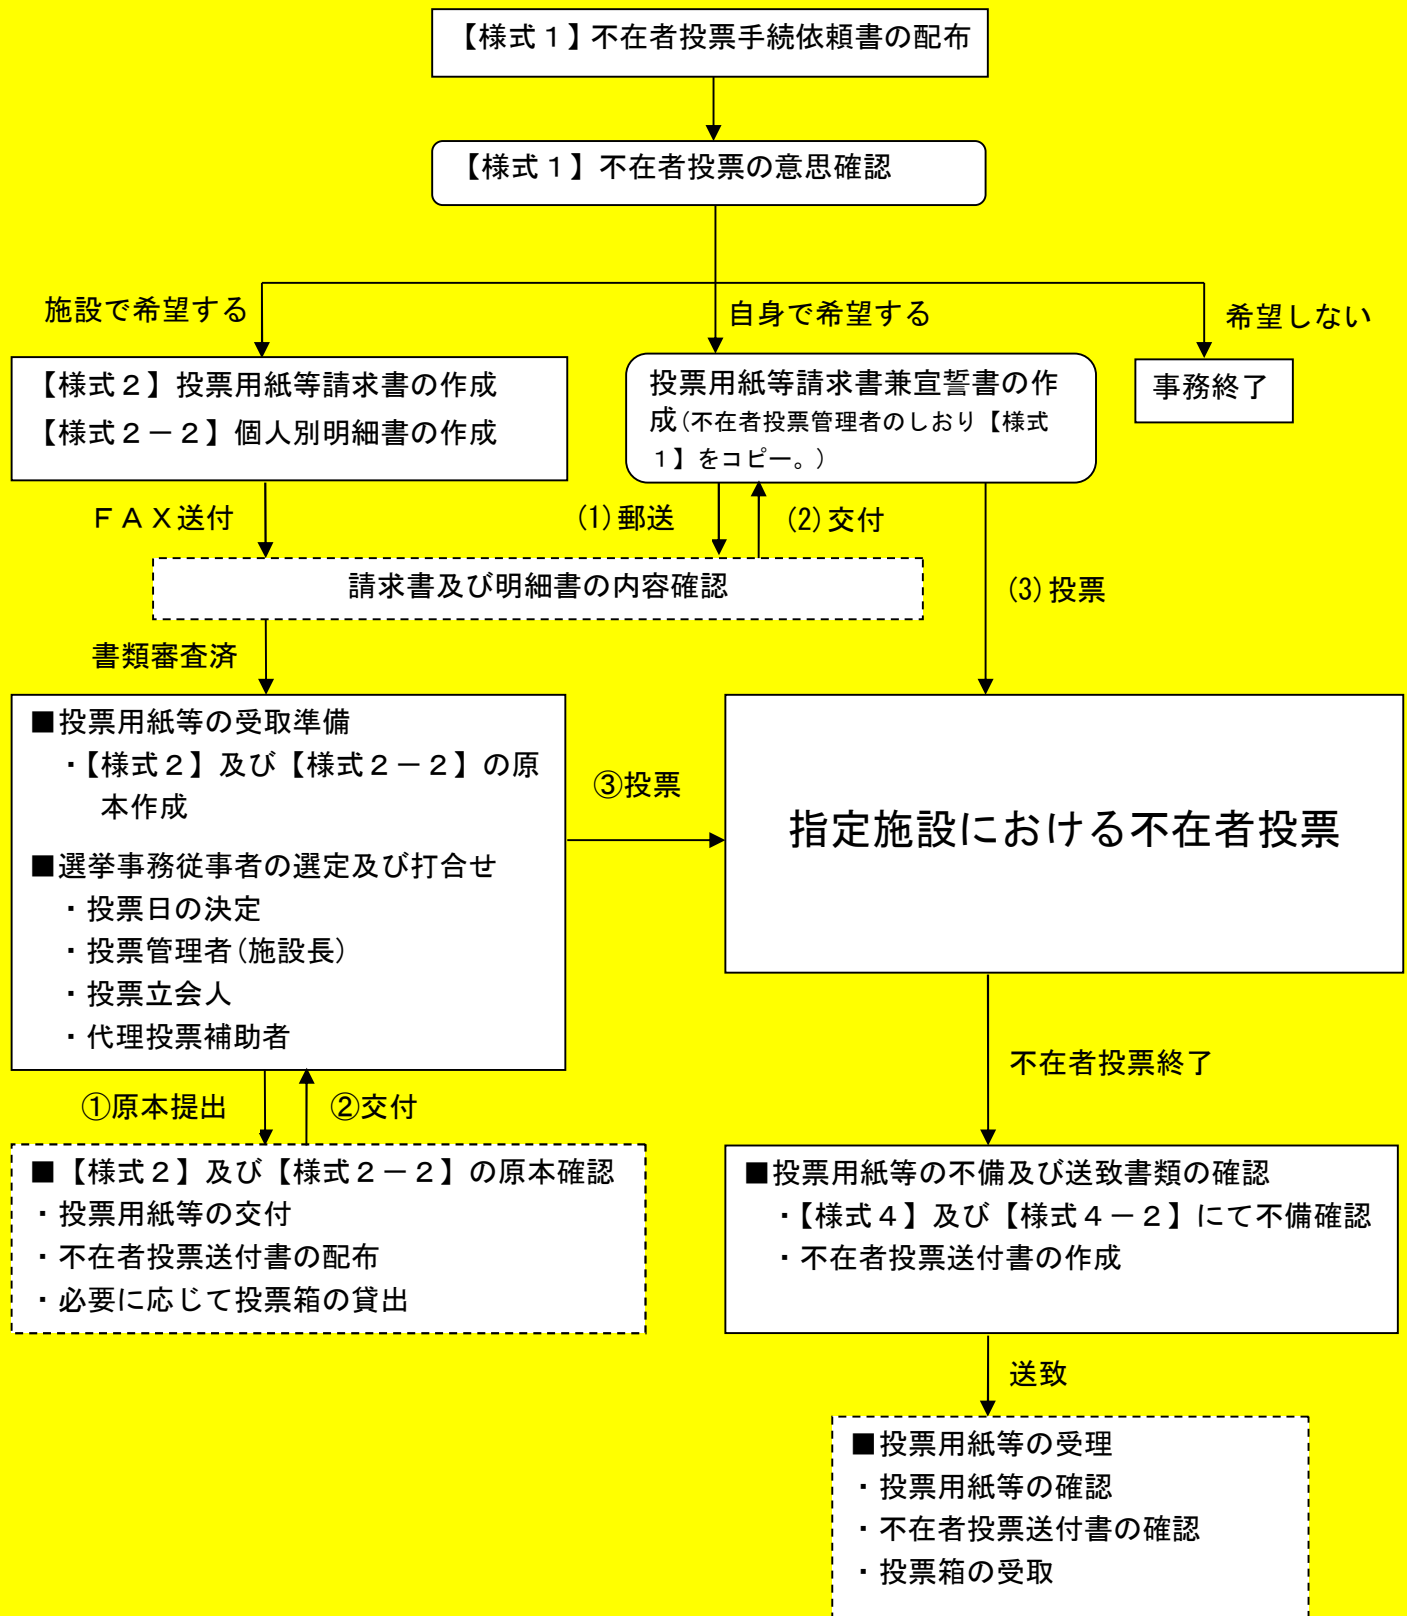 【様式１】不在者投票手続依頼書の配布
【様式１】不在者投票の意思確認
施設で希望する
自身で希望する
希望しない
【様式２】投票用紙等請求書の作成
【様式２－２】個人別明細書の作成
投票用紙等請求書兼宣誓書の作
成(不在者投票管理者のしおり【様式
１】をコピー。)
事務終了
ＦＡＸ送付
(1)郵送
(2)交付
請求書及び明細書の内容確認
(3)投票
書類審査済
■投票用紙等の受取準備
・【様式２】及び【様式２－２】の原
本作成
■選挙事務従事者の選定及び打合せ
・投票日の決定
・投票管理者(施設長)
・投票立会人
・代理投票補助者
③投票
指定施設における不在者投票
①原本提出
②交付
不在者投票終了
■【様式２】及び【様式２－２】の原本確認
・投票用紙等の交付
・不在者投票送付書の配布
・必要に応じて投票箱の貸出
■投票用紙等の不備及び送致書類の確認
・【様式４】及び【様式４－２】にて不備確認
・不在者投票送付書の作成
送致
■投票用紙等の受理
・投票用紙等の確認
・不在者投票送付書の確認
・投票箱の受取